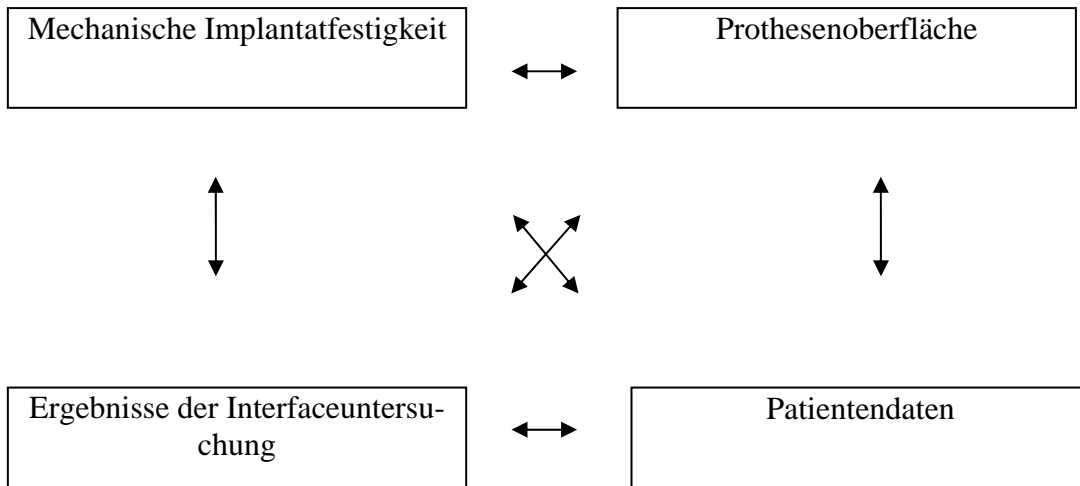 Mechanische Implantatfestigkeit
Prothesenoberfläche
Ergebnisse der Interfaceuntersu-
chung
Patientendaten